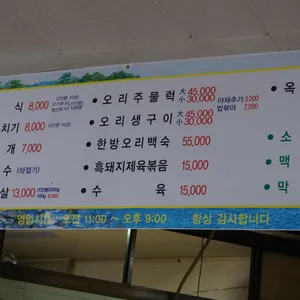 식 8,000
• 오리주물럭 大 45,000 小 30,000 야채추가 3,000 볶음밥 2,000
• 오리생구이 大 45,000 小 30,000
치기 8,000
개 7,000
• 한방오리백숙 55,000
수 (하절기)
• 흑돼지제육볶음 15,000
살 13,000
• 수 육 15,000
• 옥
• 소
• 맥
• 막
영업시간 오전 11:00 ~ 오후 9:00 항상 감사합니다